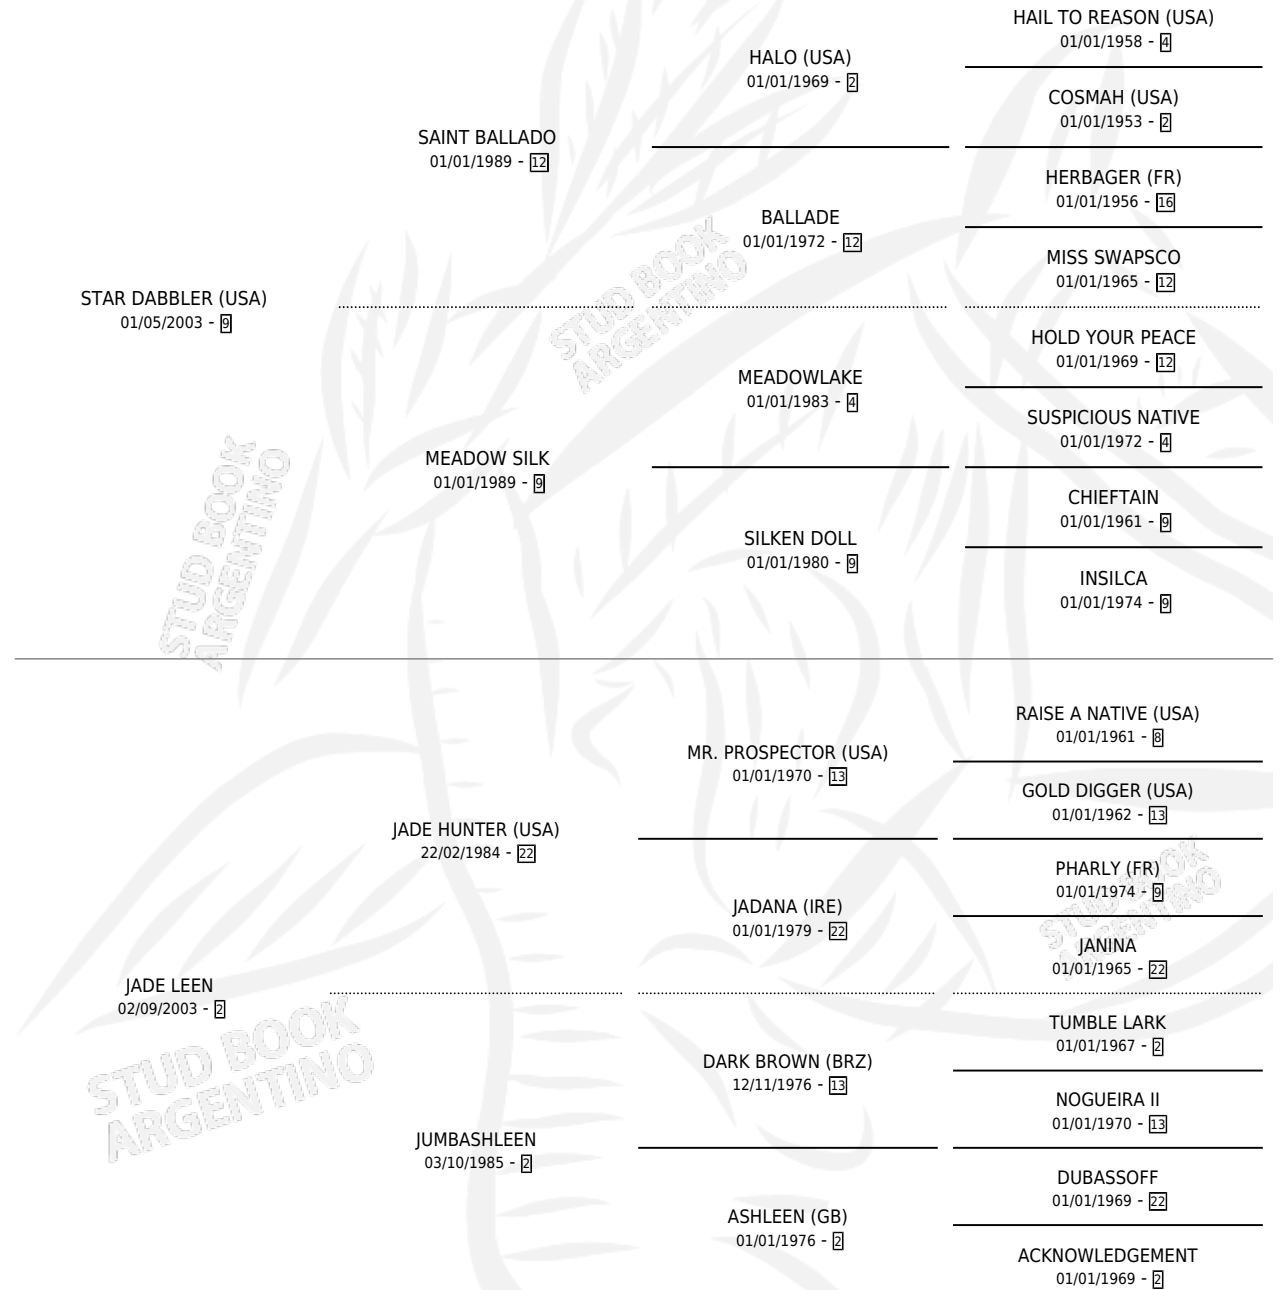 STAR DABBLER (USA)
01/05/2003 - 9
SAINT BALLADO
01/01/1989 - 12
HALO (USA)
01/01/1969 - 2
HAIL TO REASON (USA)
01/01/1958 - 4
COSMAH (USA)
01/01/1953 - 2
BALLADE
01/01/1972 - 12
HERBAGER (FR)
01/01/1956 - 16
MISS SWAPSCO
01/01/1965 - 12
MEADOW SILK
01/01/1989 - 9
MEADOWLAKE
01/01/1983 - 4
HOLD YOUR PEACE
01/01/1969 - 12
SUSPICIOUS NATIVE
01/01/1972 - 4
SILKEN DOLL
01/01/1980 - 9
CHIEFTAIN
01/01/1961 - 9
INSILCA
01/01/1974 - 9
JADE LEEN
02/09/2003 - 2
JADE HUNTER (USA)
22/02/1984 - 22
MR. PROSPECTOR (USA)
01/01/1970 - 13
RAISE A NATIVE (USA)
01/01/1961 - 8
GOLD DIGGER (USA)
01/01/1962 - 13
JADANA (IRE)
01/01/1979 - 22
PHARLY (FR)
01/01/1974 - 9
JANINA
01/01/1965 - 22
JUMBASHLEEN
03/10/1985 - 2
DARK BROWN (BRZ)
12/11/1976 - 13
TUMBLE LARK
01/01/1967 - 2
NOGUEIRA II
01/01/1970 - 13
ASHLEEN (GB)
01/01/1976 - 2
DUBASSOFF
01/01/1969 - 22
ACKNOWLEDGEMENT
01/01/1969 - 2
STUD BOOK
ARGENTINO
STUD BOOK
ARGENTINO
STUD BOOK
ARGENTINO
STUD BOOK
ARGENTINO